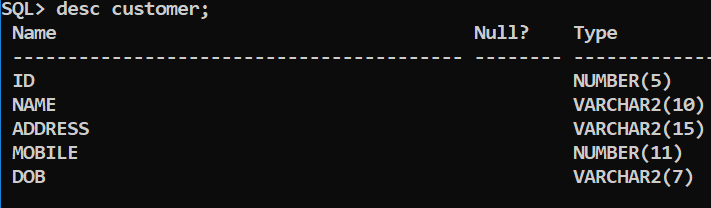 SQL> desc customer;
Name Null? Type
----------------------------------------- -------- ------------
ID NUMBER(5)
NAME VARCHAR2(10)
ADDRESS VARCHAR2(15)
MOBILE NUMBER(11)
DOB VARCHAR2(7)